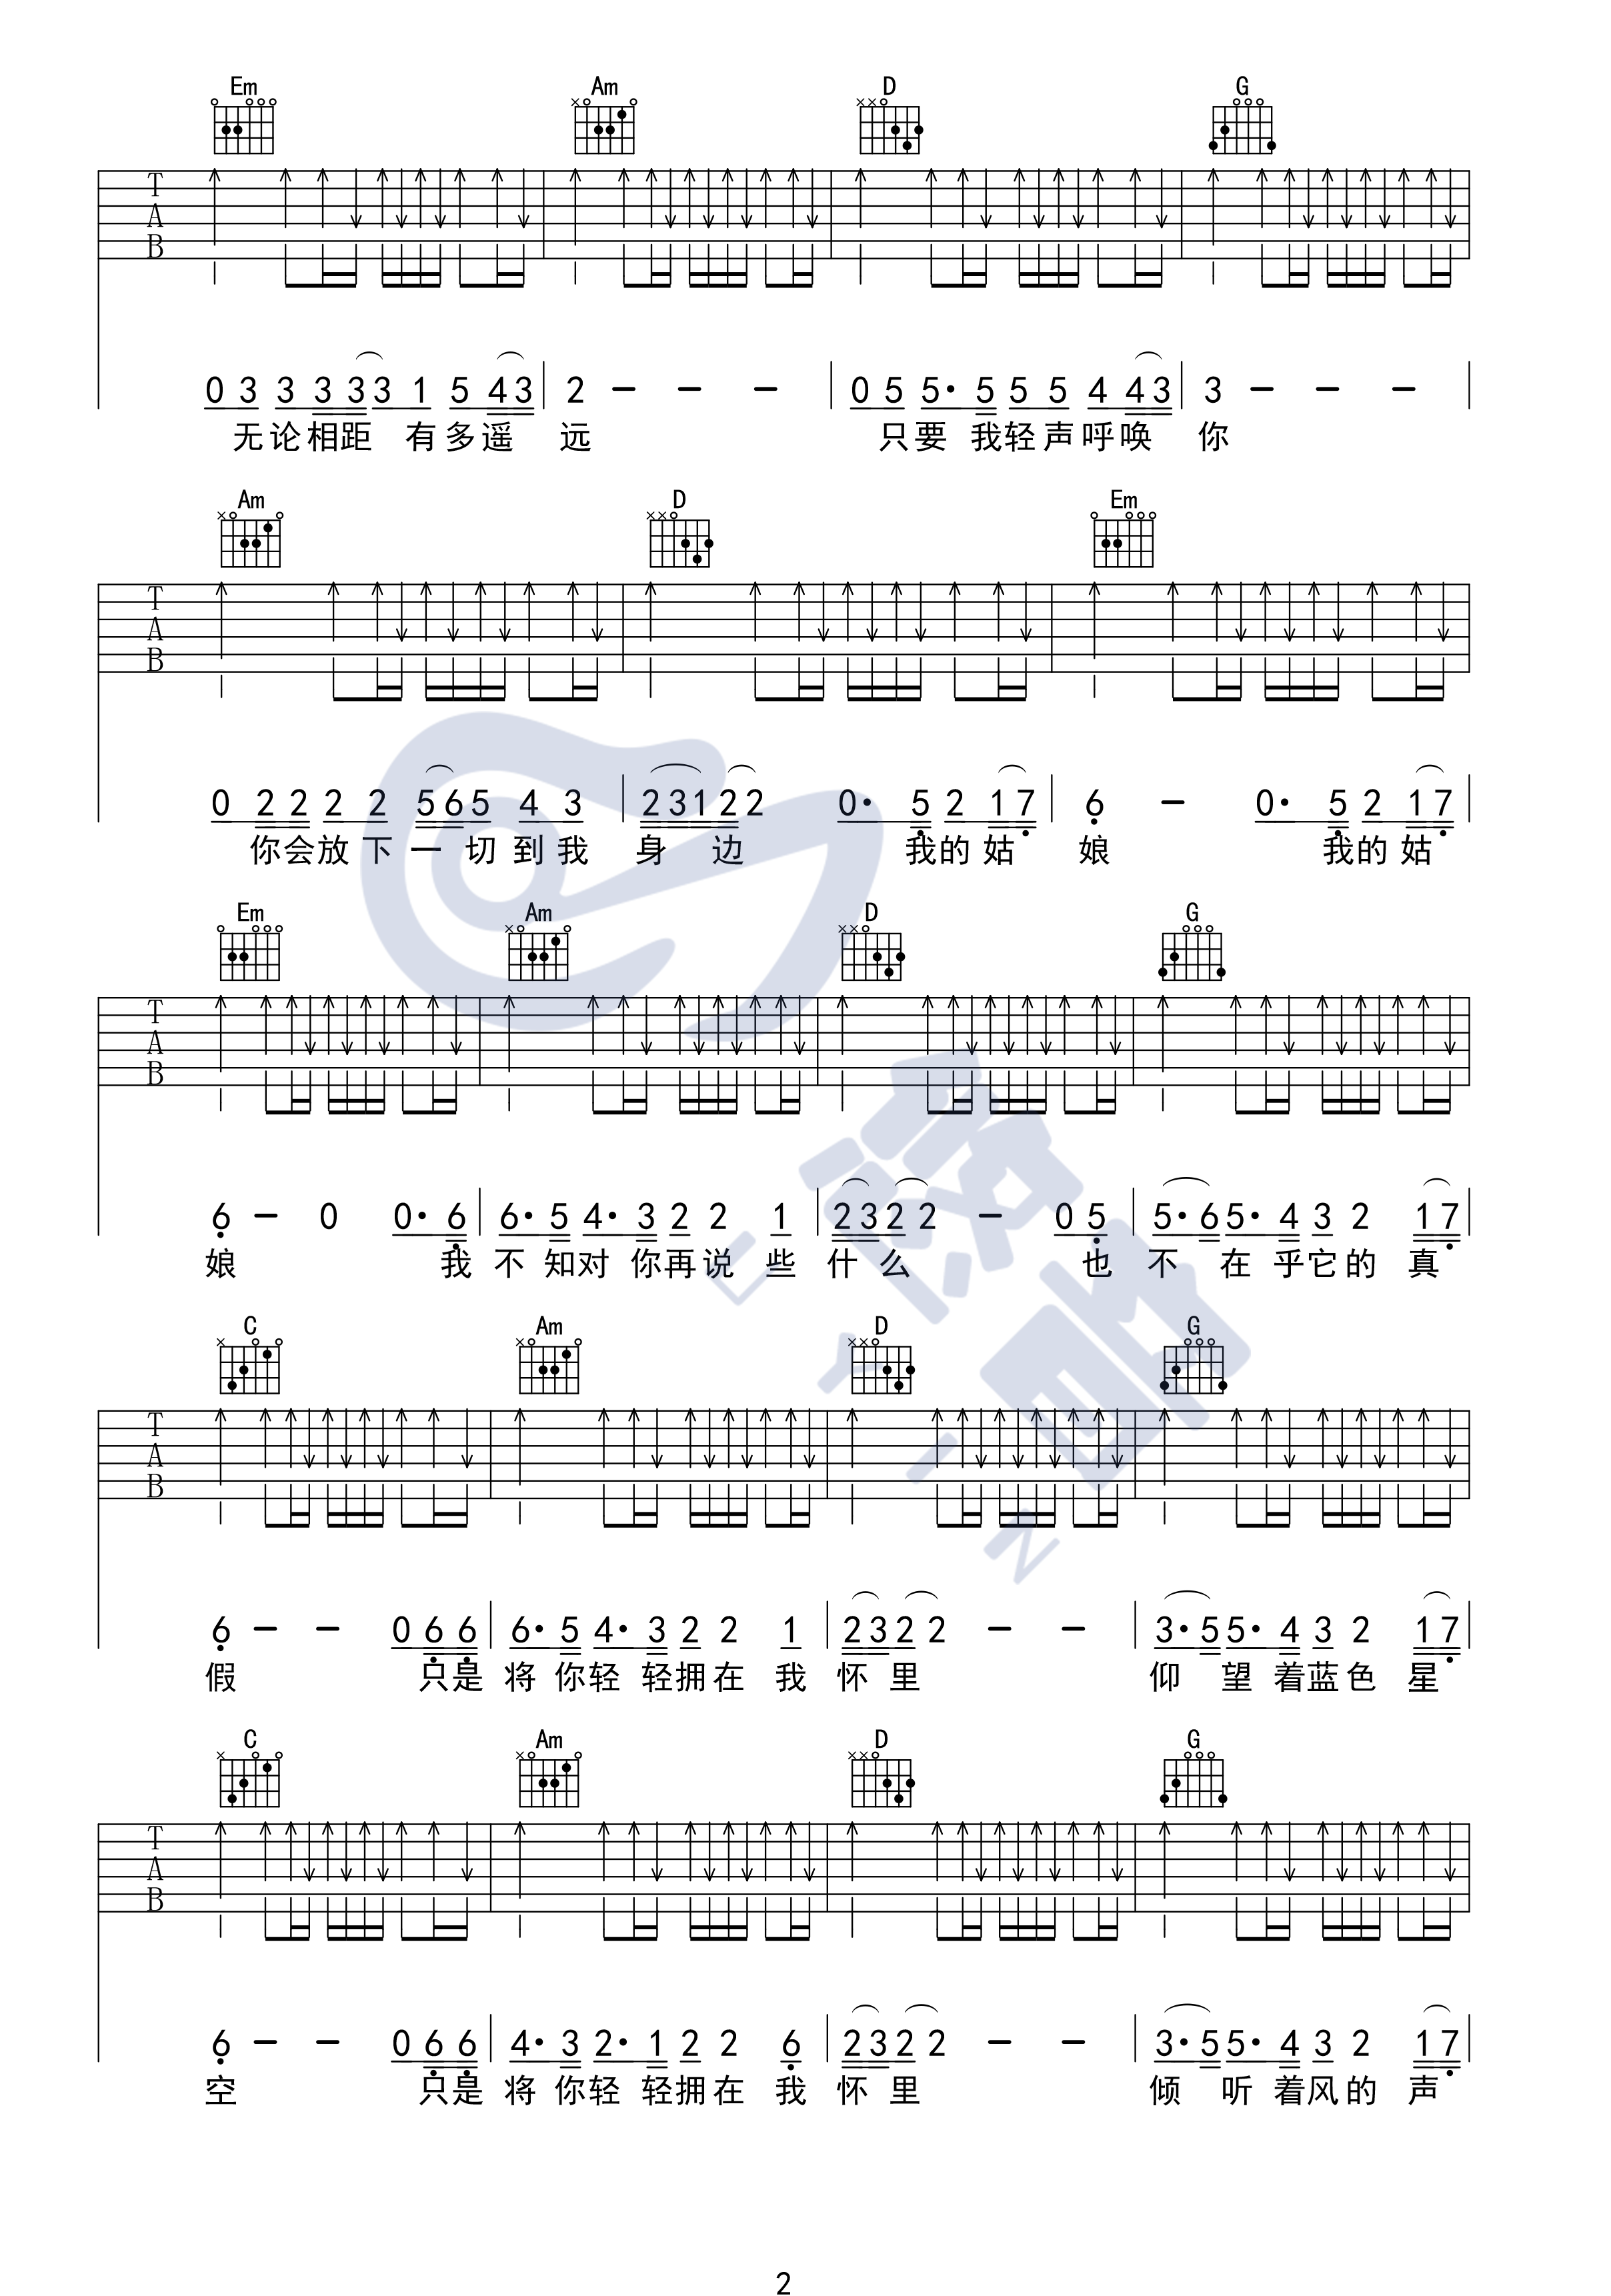 Em Am D G
T
A
B
0 3 3 3 3 3 1 5 4 3 | 2 - - - | 0 5 5· 5 5 5 4 4 3 | 3 - - - |
无论相距 有多遥 远 只要 我轻声呼唤 你
Am D Em
T
A
B
0 2 2 2 2 5 6 5 4 3 | 2 3 1 2 2 0· 5 2 1 7 | 6 - 0· 5 2 1 7 |
你会放下一切到我 身 边 我的姑 娘 我的姑
Em Am D G
T
A
B
6 - 0 0· 6 | 6· 5 4· 3 2 2 1 | 2 3 2 2 - 0 5 | 5· 6 5· 4 3 2 1 7 |
娘 我 不 知对 你再说 些 什 么 也 不 在 乎它的 真
C Am D G
T
A
B
6 - - 0 6 6 | 6· 5 4· 3 2 2 1 | 2 3 2 2 - - | 3· 5 5· 4 3 2 1 7 |
假 只是 将 你轻 轻拥在 我 怀 里 仰 望 着蓝色 星
C Am D G
T
A
B
6 - - 0 6 6 | 4· 3 2· 1 2 2 6 | 2 3 2 2 - - | 3· 5 5· 4 3 2 1 7 |
空 只是 将 你轻 轻拥在 我 怀 里 倾 听 着风的 声
悠音
UYIN
2